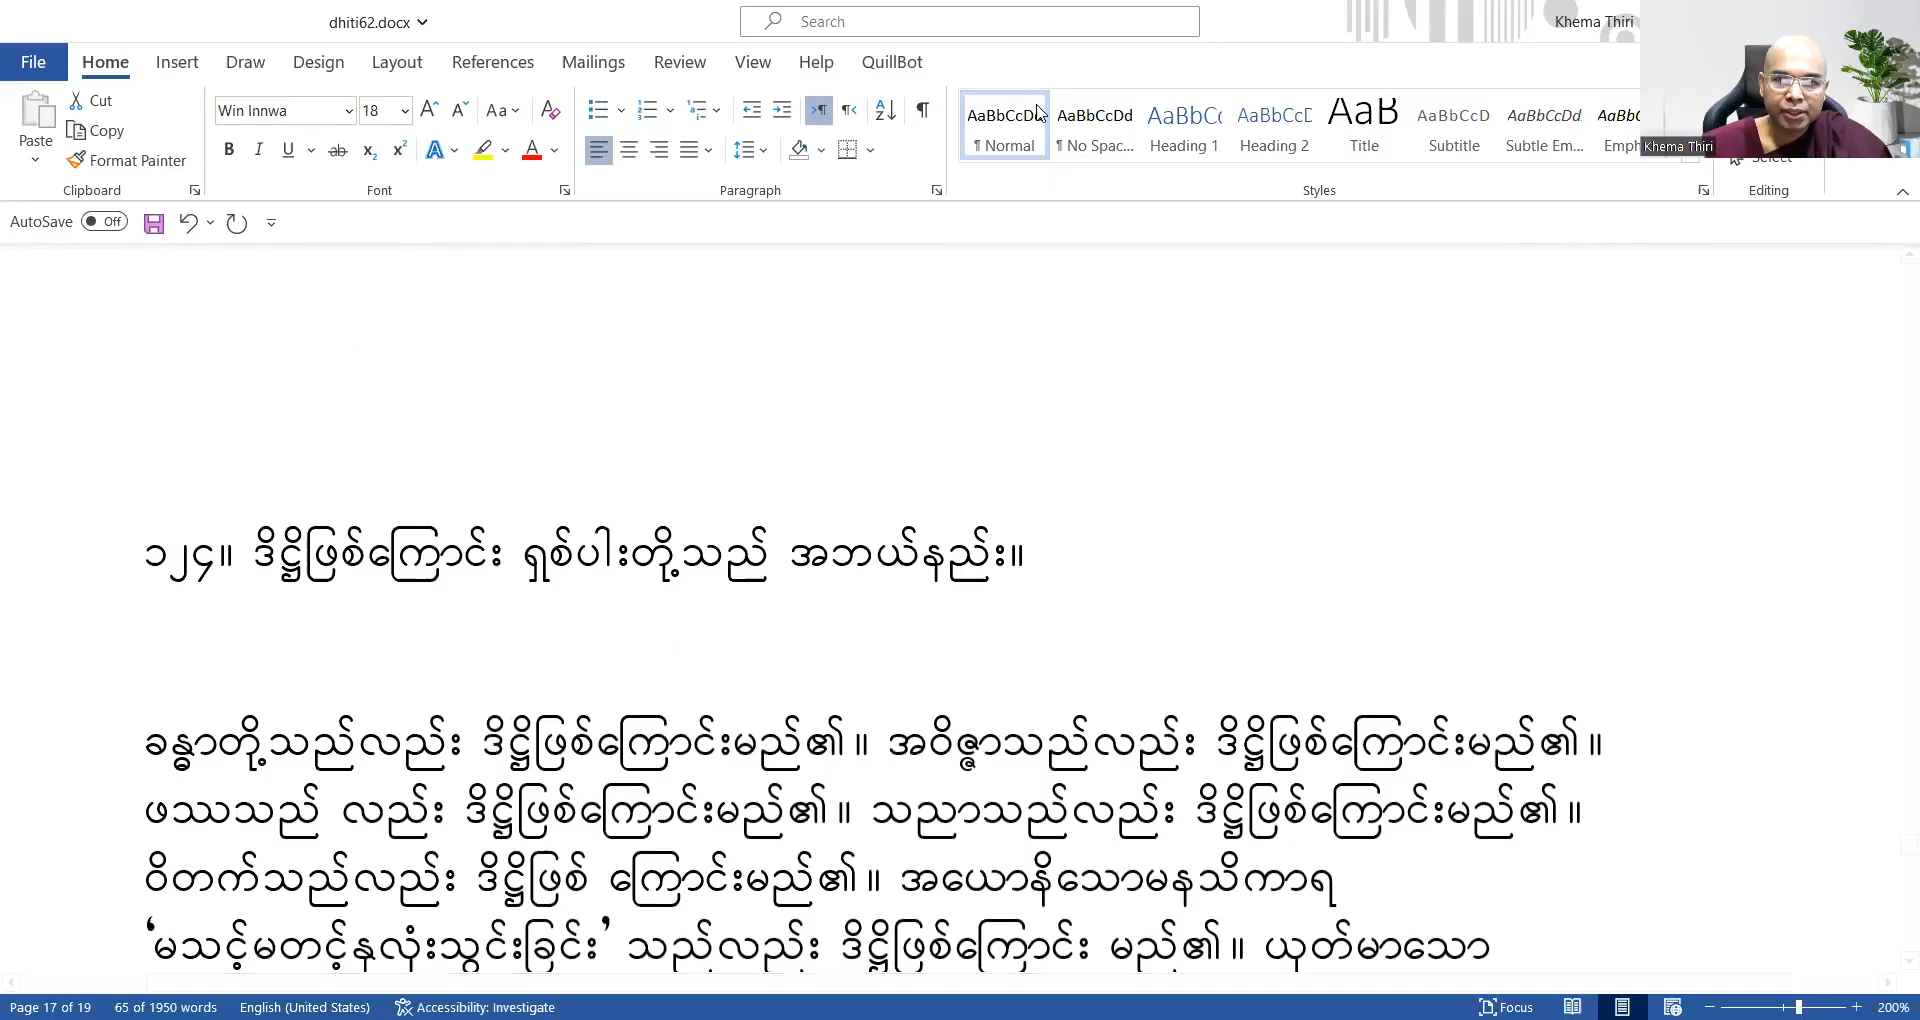 dhiti62.docx
Search
Khema Thiri
File Home Insert Draw Design Layout References Mailings Review View Help QuillBot
Paste
Cut
Copy
Format Painter
Clipboard
Win Innwa 18
Font
Paragraph
AaBbCcDd AaBbCcDd AaBbCc AaBbCcD AaB AaBbCcD AaBbCcDd AaBbC
¶ Normal ¶ No Spac... Heading 1 Heading 2 Title Subtitle Subtle Em... Emph
Styles
Khema Thiri
Select
Editing
AutoSave Off
၁၂၄။ ဒိဋ္ဌိဖြစ်ကြောင်း ရှစ်ပါးတို့သည် အဘယ်နည်း။
ခန္ဓာတို့သည်လည်း ဒိဋ္ဌိဖြစ်ကြောင်းမည်၏။ အဝိဇ္ဇာသည်လည်း ဒိဋ္ဌိဖြစ်ကြောင်းမည်၏။
ဖဿသည် လည်း ဒိဋ္ဌိဖြစ်ကြောင်းမည်၏။ သညာသည်လည်း ဒိဋ္ဌိဖြစ်ကြောင်းမည်၏။
ဝိတက်သည်လည်း ဒိဋ္ဌိဖြစ် ကြောင်းမည်၏။ အယောနိသောမနသိကာရ
‘မသင့်မတင့်နှလုံးသွင်းခြင်း’ သည်လည်း ဒိဋ္ဌိဖြစ်ကြောင်း မည်၏။ ယုတ်မာသော
Page 17 of 19 65 of 1950 words English (United States) Accessibility: Investigate Focus 200%